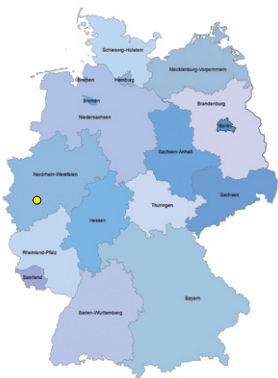 Schleswig-Holstein
Mecklenburg-Vorpommern
Hamburg
Bremen
Bremen
Niedersachsen
Brandenburg
Berlin
Sachsen-Anhalt
Nordrhein-Westfalen
Sachsen
Hessen
Thüringen
Rheinland-Pfalz
Saarland
Baden-Württemberg
Bayern